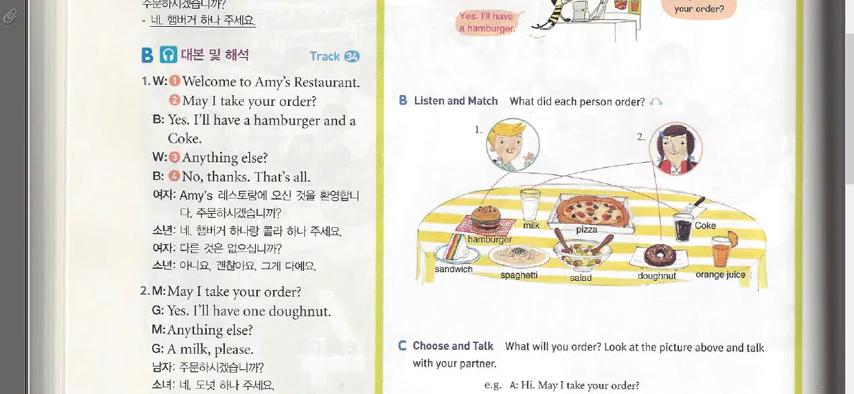 주문하시겠습니까?
- 네, 햄버거 하나 주세요.
B 대본 및 해석 Track 34
1. W: 1 Welcome to Amy's Restaurant.
2 May I take your order?
B: Yes. I'll have a hamburger and a
Coke.
W: 3 Anything else?
B: 4 No, thanks. That's all.
여자: Amy's 레스토랑에 오신 것을 환영합니
다. 주문하시겠습니까?
소년: 네. 햄버거 하나랑 콜라 하나 주세요.
여자: 다른 것은 없으십니까?
소년: 아니요, 괜찮아요. 그게 다예요.
2. M: May I take your order?
G: Yes. I'll have one doughnut.
M: Anything else?
G: A milk, please.
남자: 주문하시겠습니까?
소녀: 네, 도넛 하나 주세요.
Yes. I'll have
a hamburger.
your order?
B Listen and Match What did each person order?
1.
2.
milk
pizza
Coke
hamburger
sandwich
spaghetti
salad
doughnut
orange juice
C Choose and Talk What will you order? Look at the picture above and talk
with your partner.
e.g. A: Hi. May I take your order?